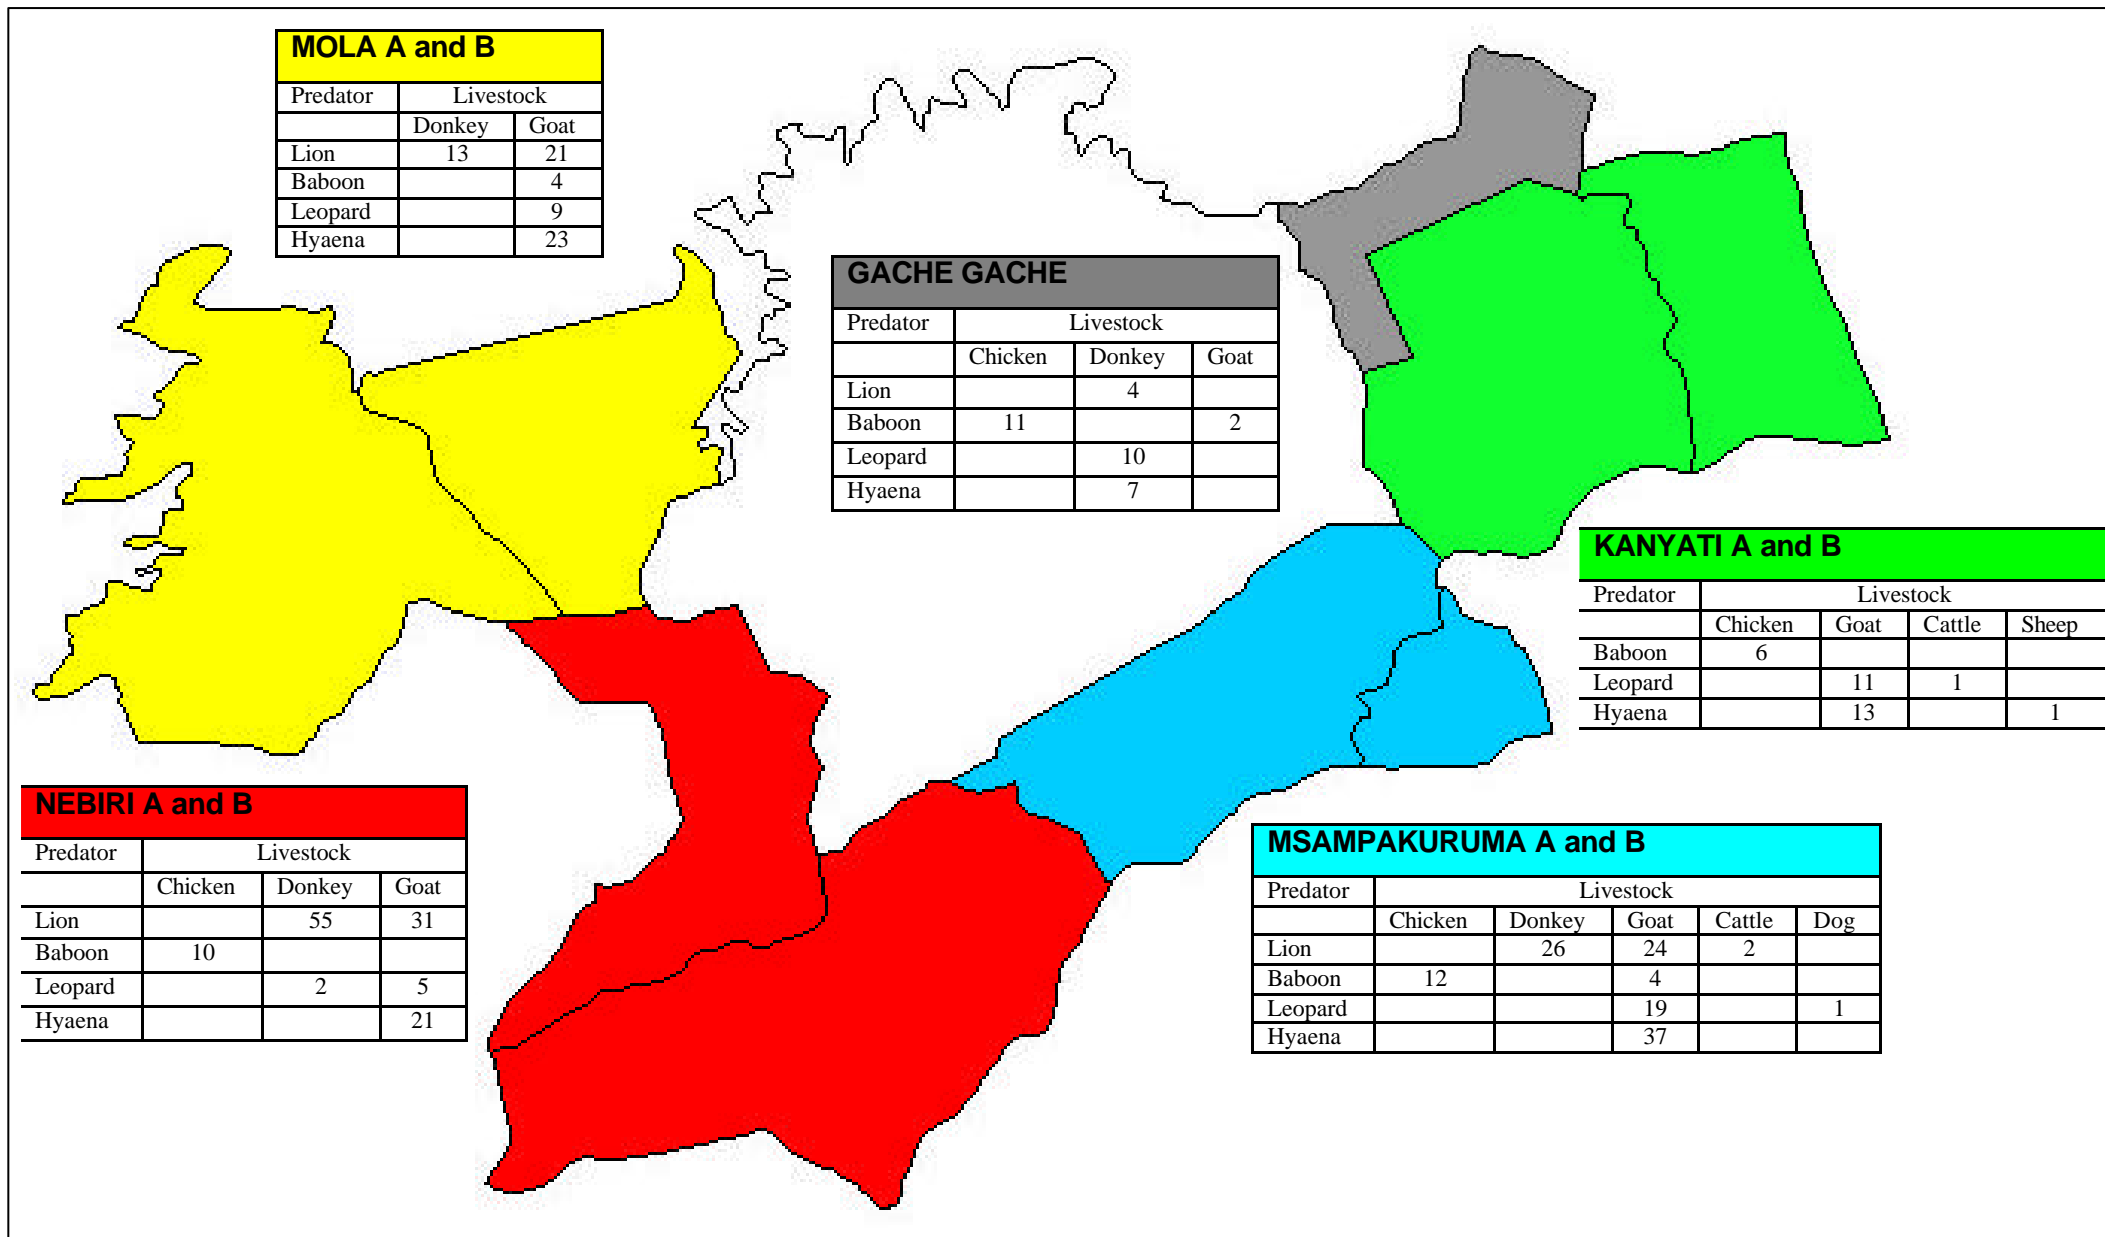 MOLA A and B
Predator Livestock
Donkey Goat
Lion 13 21
Baboon 4
Leopard 9
Hyaena 23
GACHE GACHE
Predator Livestock
Chicken Donkey Goat
Lion 4
Baboon 11 2
Leopard 10
Hyaena 7
KANYATI A and B
Predator Livestock
Chicken Goat Cattle Sheep
Baboon 6
Leopard 11 1
Hyaena 13 1
NEBIRI A and B
Predator Livestock
Chicken Donkey Goat
Lion 55 31
Baboon 10
Leopard 2 5
Hyaena 21
MSAMPAKURUMA A and B
Predator Livestock
Chicken Donkey Goat Cattle Dog
Lion 26 24 2
Baboon 12 4
Leopard 19 1
Hyaena 37